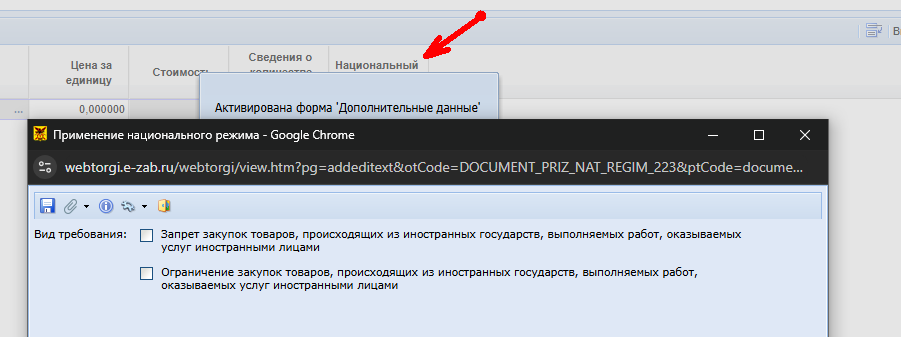 В
Цена за
единицу
Стоимость
Сведения о
количестве
Национальный
...
0,000000
Активирована форма 'Дополнительные данные'
Применение национального режима - Google Chrome
webtorgi.e-zab.ru/webtorgi/view.htm?pg=addeditext&otCode=DOCUMENT_PRIZ_NAT_REGIM_223&ptCode=docume...
Вид требования:
Запрет закупок товаров, происходящих из иностранных государств, выполняемых работ, оказываемых
услуг иностранными лицами
Ограничение закупок товаров, происходящих из иностранных государств, выполняемых работ,
оказываемых услуг иностранными лицами